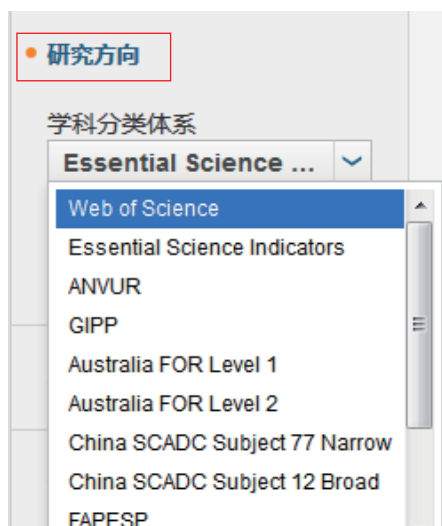 研究方向
学科分类体系
Essential Science ...
Web of Science
Essential Science Indicators
ANVUR
GIPP
Australia FOR Level 1
Australia FOR Level 2
China SCADC Subject 77 Narrow
China SCADC Subject 12 Broad
FAPESP